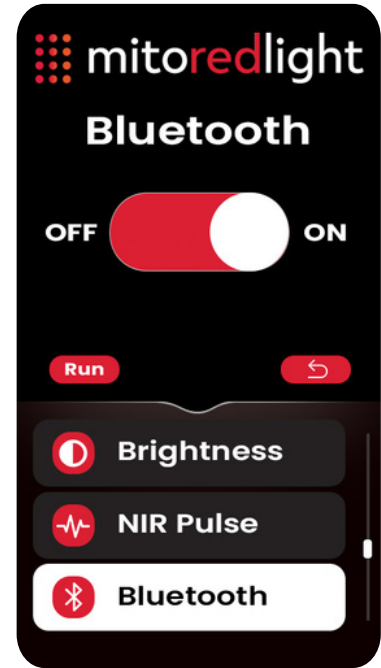 mitoredlight
Bluetooth
OFF ON
Run
Brightness
NIR Pulse
Bluetooth